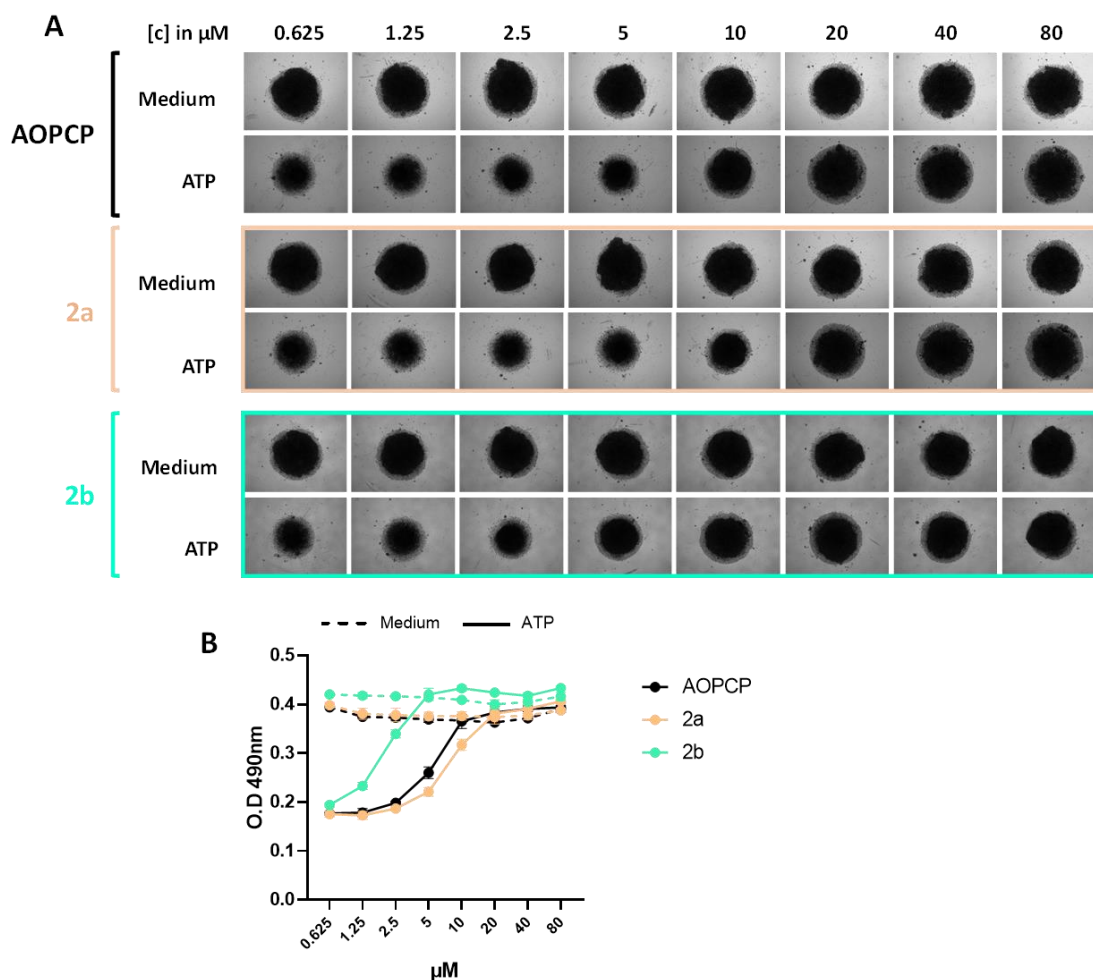 A
[c] in µM 0.625 1.25 2.5 5 10 20 40 80
AOPCP
Medium
ATP
2a
Medium
ATP
2b
Medium
ATP
B
Medium ATP
O.D 490nm
0.5
0.4
0.3
0.2
0.1
0.0
0.625 1.25 2.5 5 10 20 40 80
µM
AOPCP
2a
2b